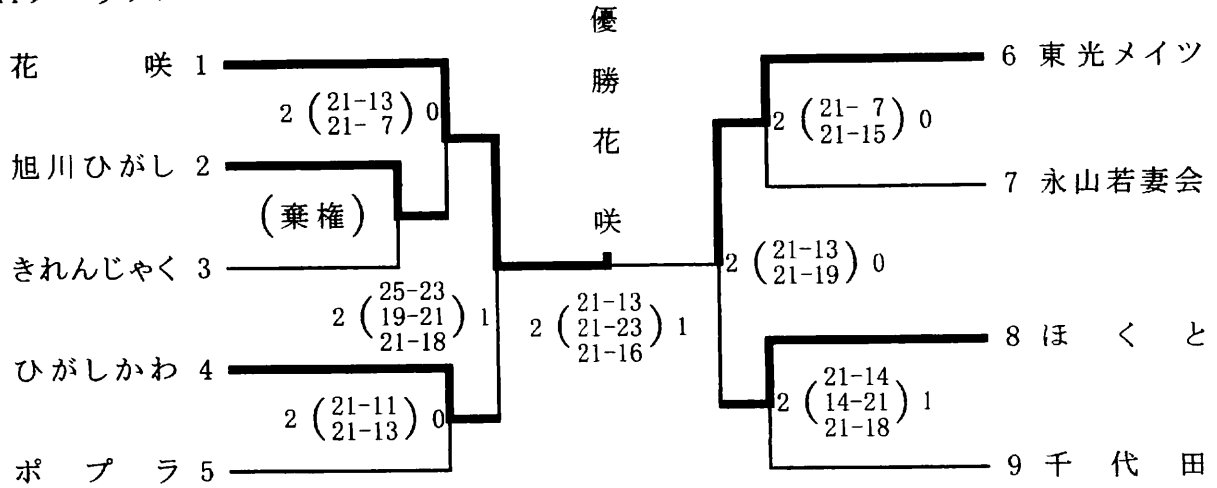 優勝 花咲
花咲 1
2 (21-13 21-7) 0
旭川ひがし 2
(棄権)
きれんじゃく 3
2 (25-23 19-21 21-18) 1
ひがしかわ 4
2 (21-11 21-13) 0
ポプラ 5
2 (21-13 21-23 21-16) 1
6 東光メイツ
2 (21-7 21-15) 0
7 永山若妻会
2 (21-13 21-19) 0
8 ほくと
2 (21-14 14-21 21-18) 1
9 千代田